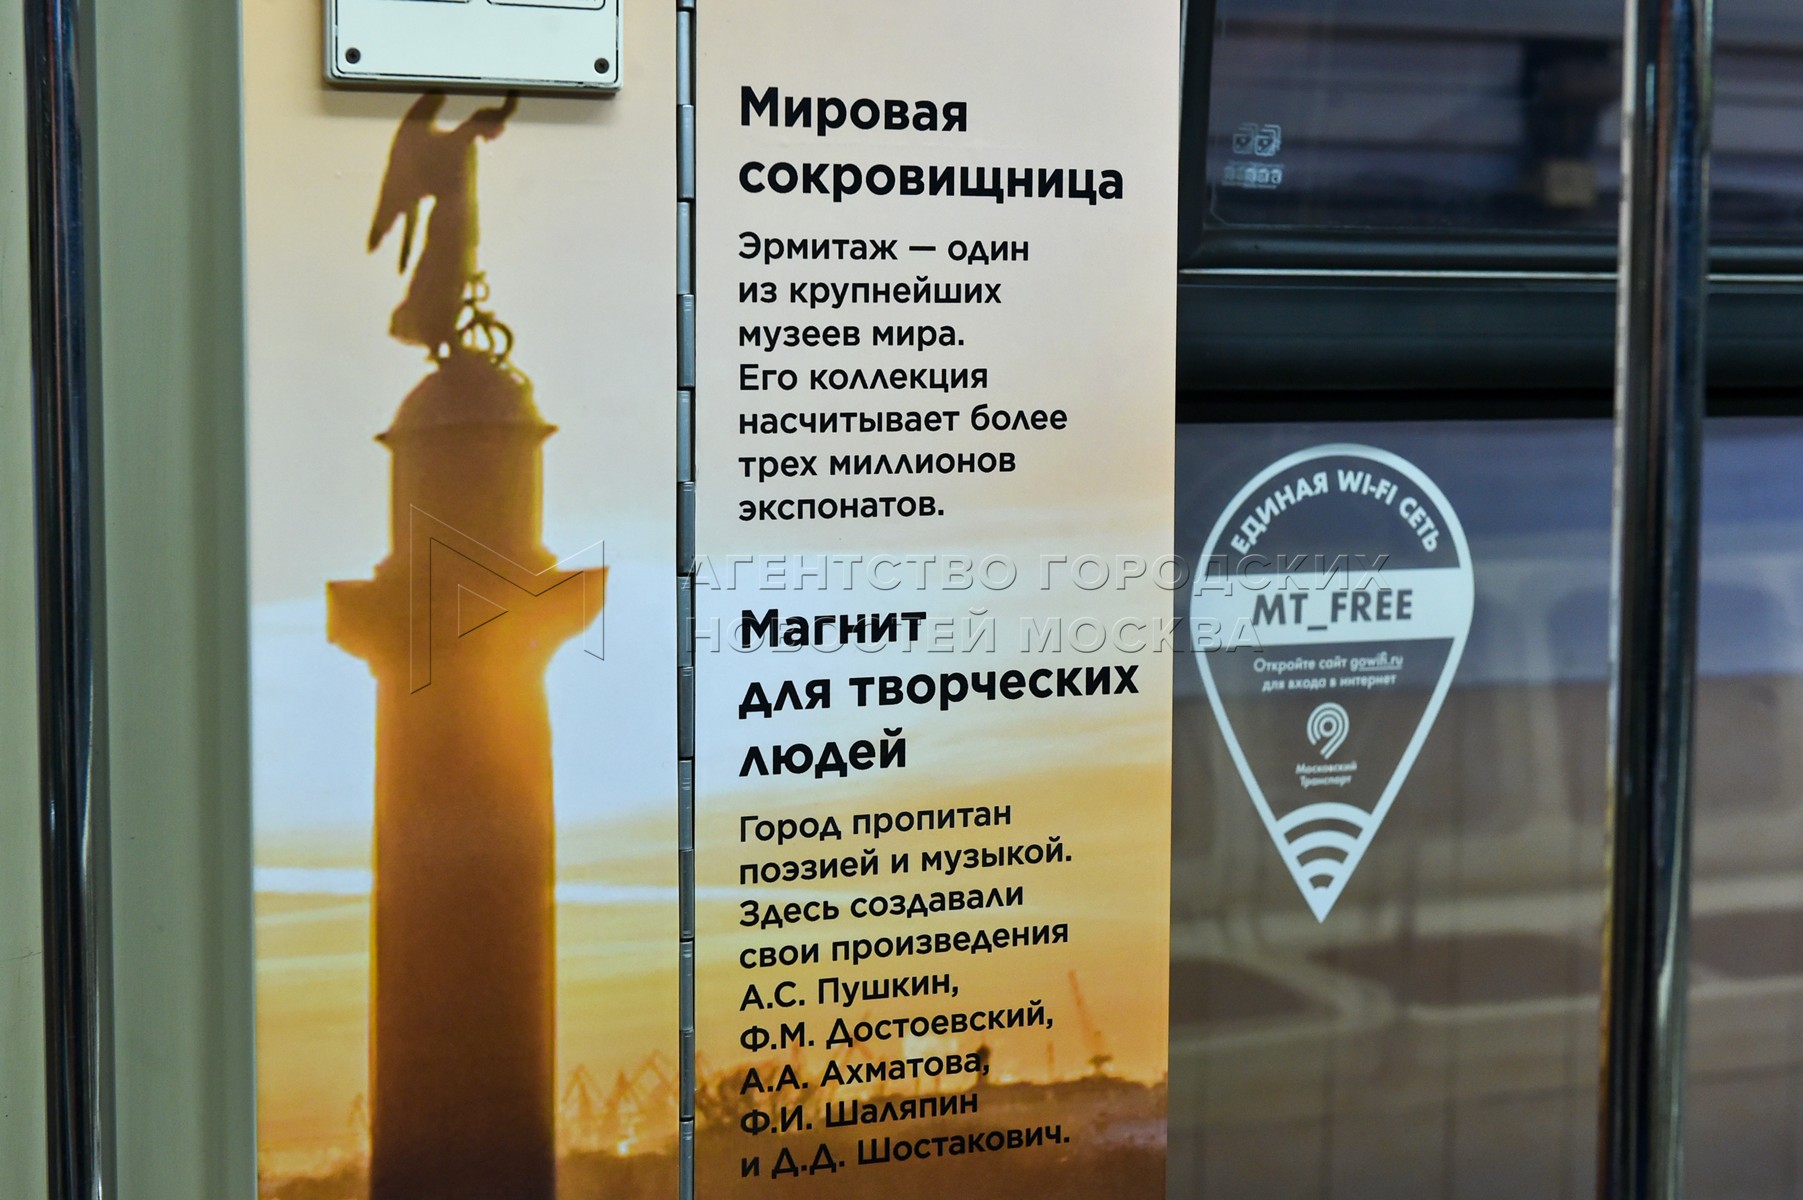 Мировая
сокровищница
Эрмитаж — один
из крупнейших
музеев мира.
Его коллекция
насчитывает более
трех миллионов
экспонатов.
Магнит
для творческих
людей
Город пропитан
поэзией и музыкой.
Здесь создавали
свои произведения
А.С. Пушкин,
Ф.М. Достоевский,
А.А. Ахматова,
Ф.И. Шаляпин
и Д.Д. Шостакович.
АГЕНТСТВО ГОРОДСКИХ
НОВОСТЕЙ МОСКВА
ЕДИНАЯ WI-FI СЕТЬ
MT_FREE
Откройте сайт gowifi.ru
для входа в интернет
Московский
Транспорт